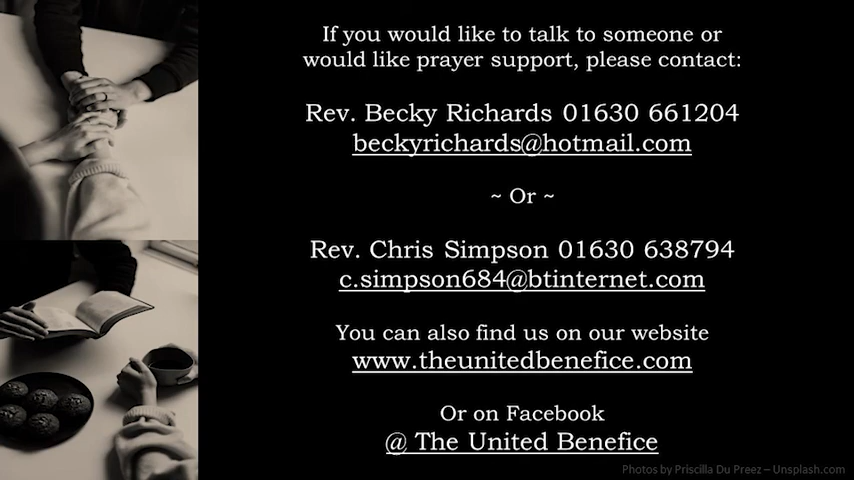 If you would like to talk to someone or
would like prayer support, please contact:
Rev. Becky Richards 01630 661204
beckyrichards@hotmail.com
~ Or ~
Rev. Chris Simpson 01630 638794
c.simpson684@btinternet.com
You can also find us on our website
www.theunitedbenefice.com
Or on Facebook
@ The United Benefice
Photos by Priscilla Du Preez – Unsplash.com